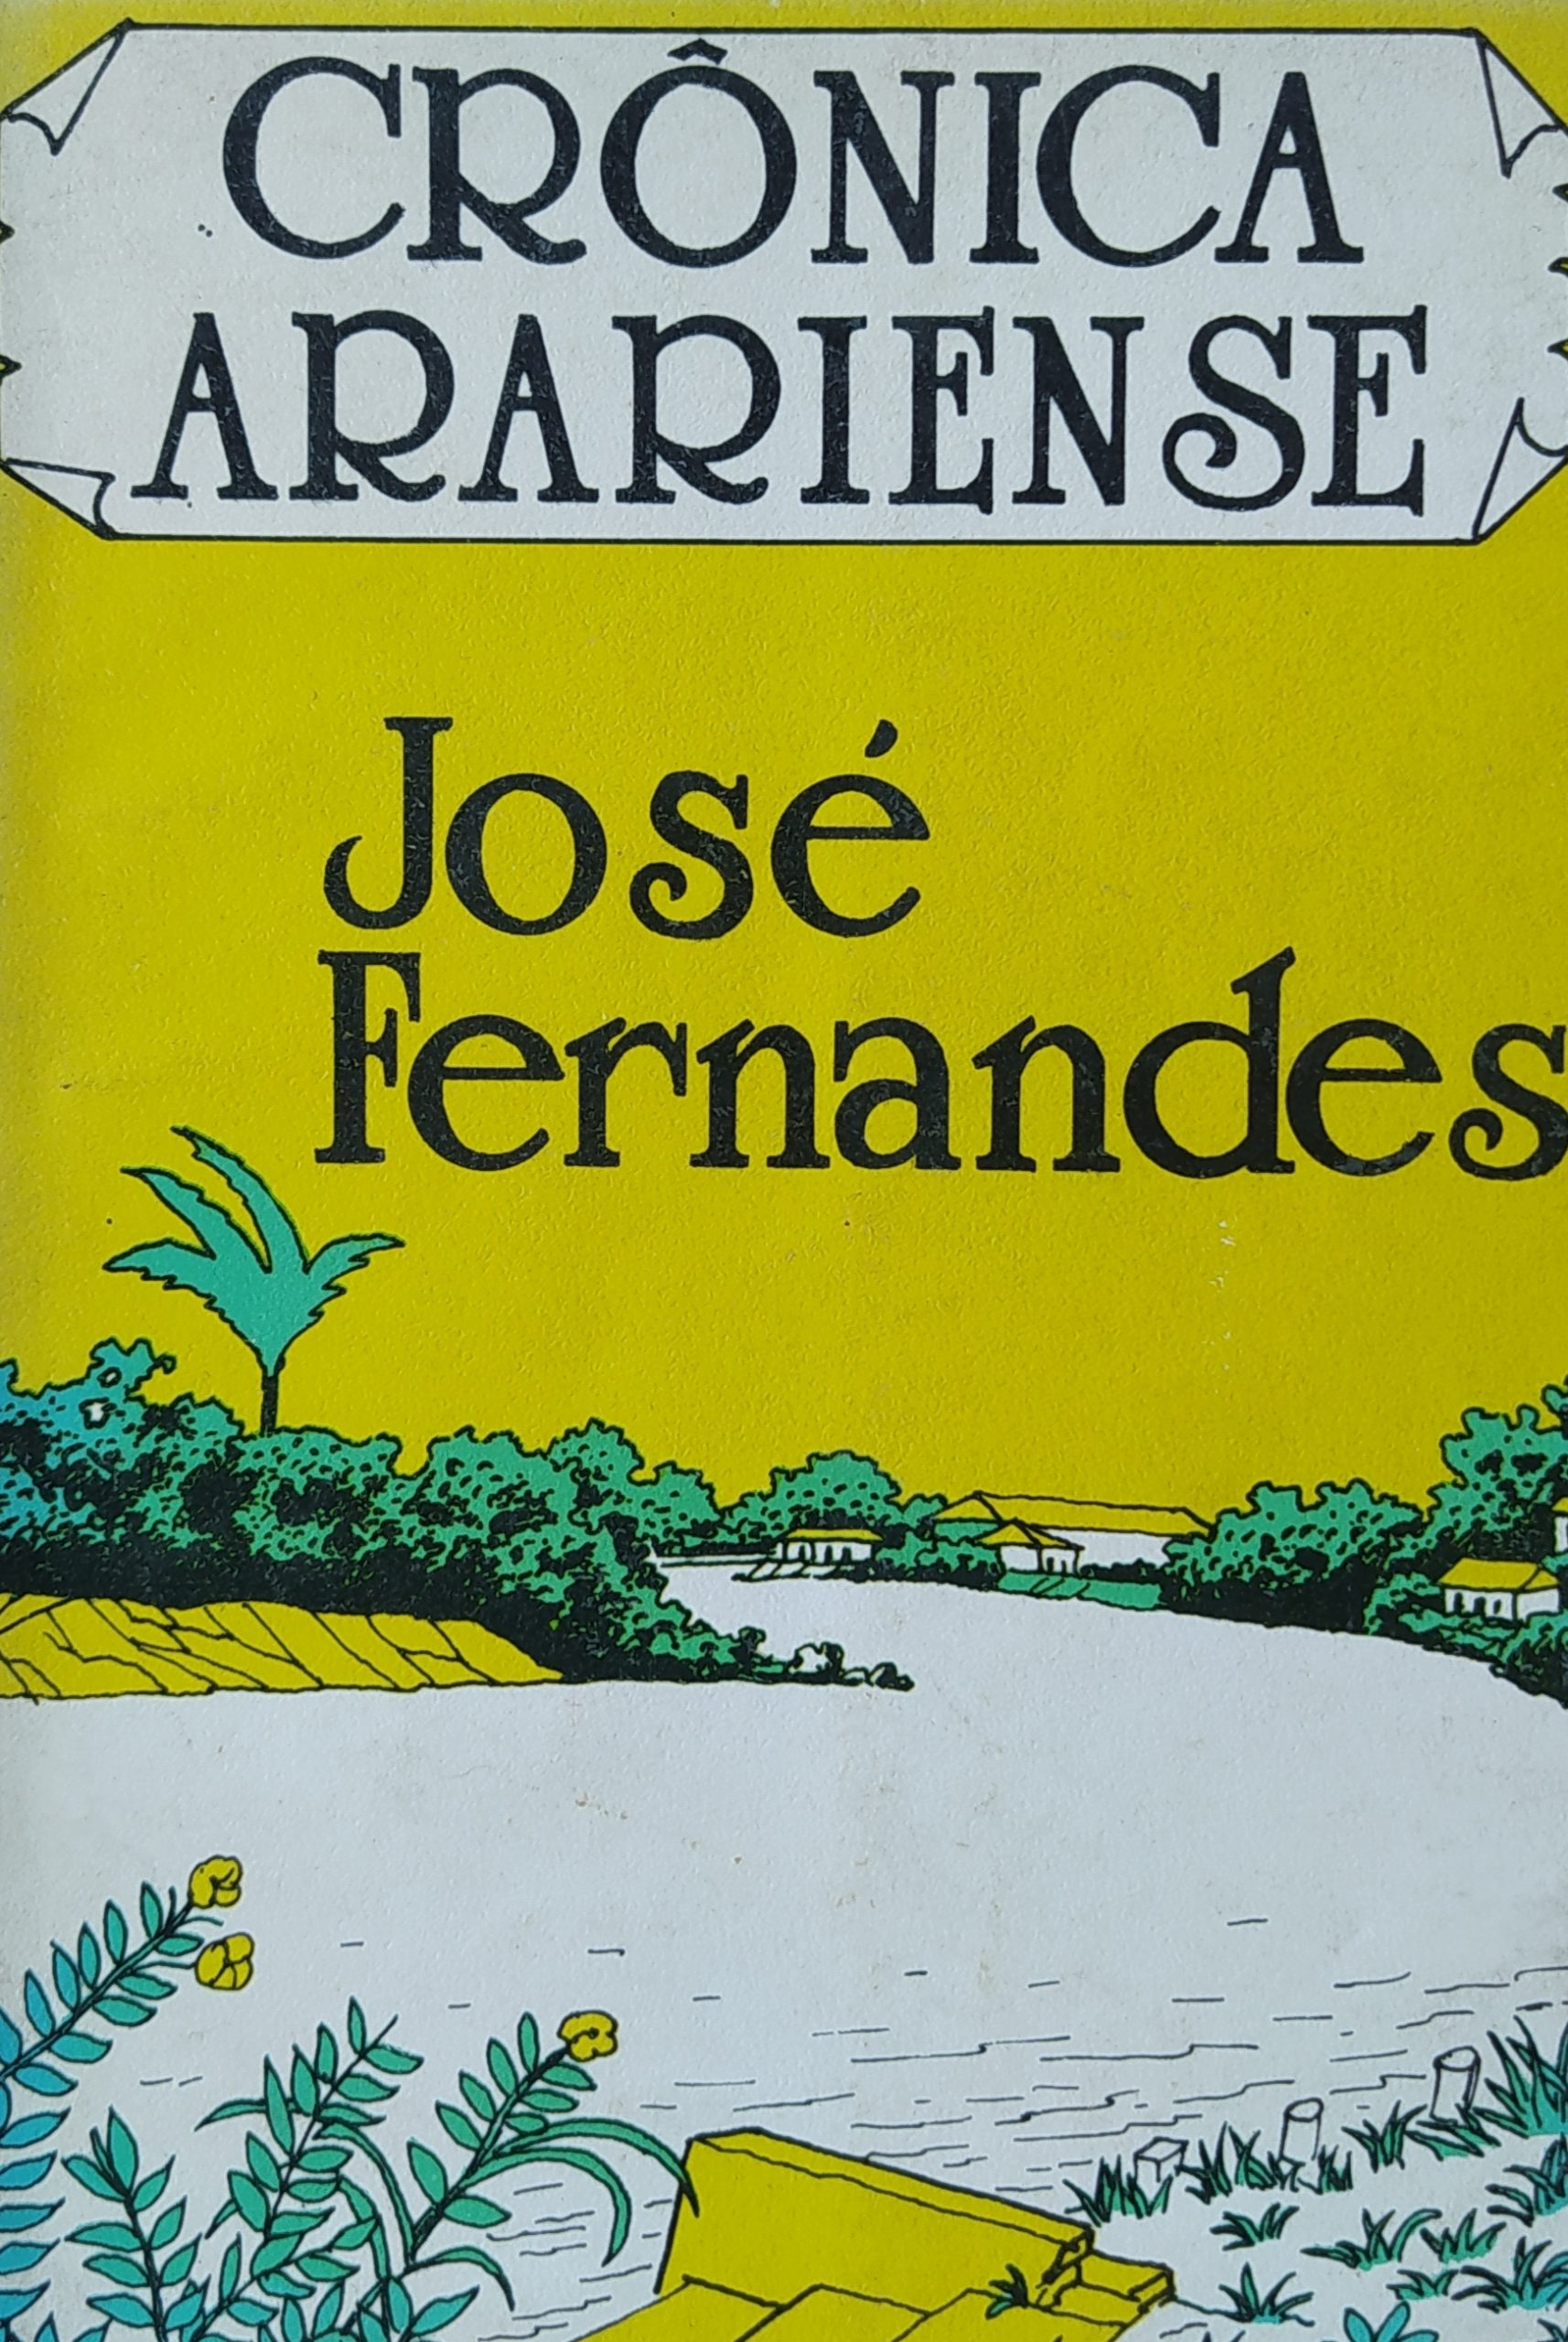 CRÔNICA
ARARIENSE
José
Fernandes